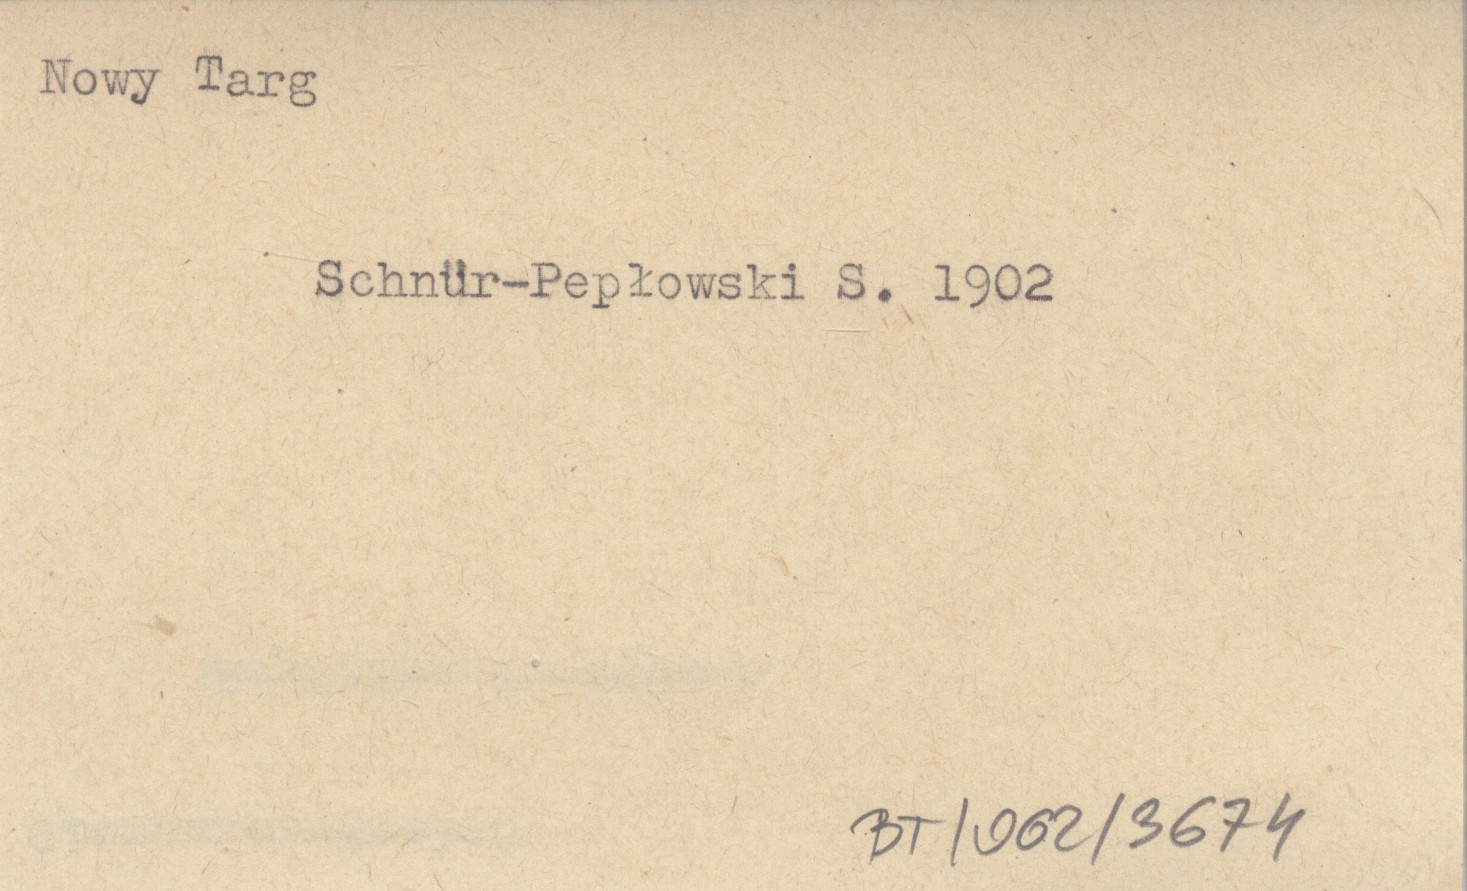 Nowy Targ
Schnür-Pepłowski S. 1902
BT/062/3674